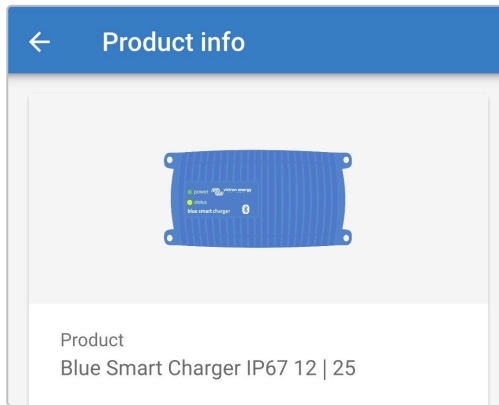 Product info
power victron energy
status
blue smart charger
Product
Blue Smart Charger IP67 12 | 25